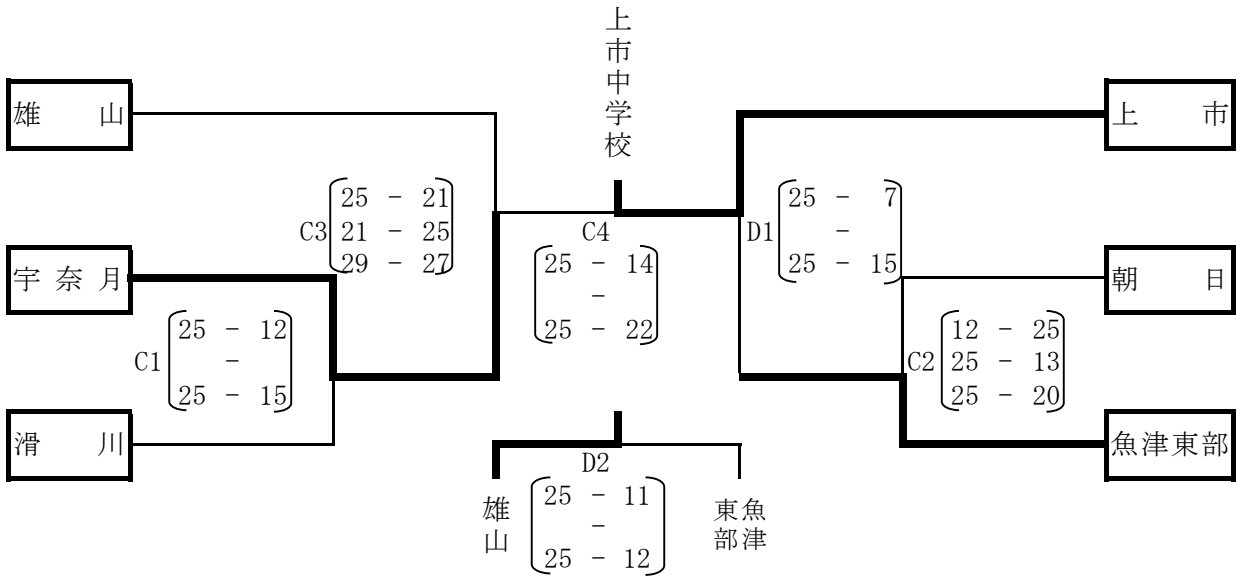 上市中学校
雄山
上市
C3
25 - 21
21 - 25
29 - 27
D1
25 - 7
-
25 - 15
C4
25 - 14
-
25 - 22
宇奈月
朝日
C1
25 - 12
-
25 - 15
C2
12 - 25
25 - 13
25 - 20
滑川
魚津東部
D2
25 - 11
-
25 - 12
雄山
魚津
東部